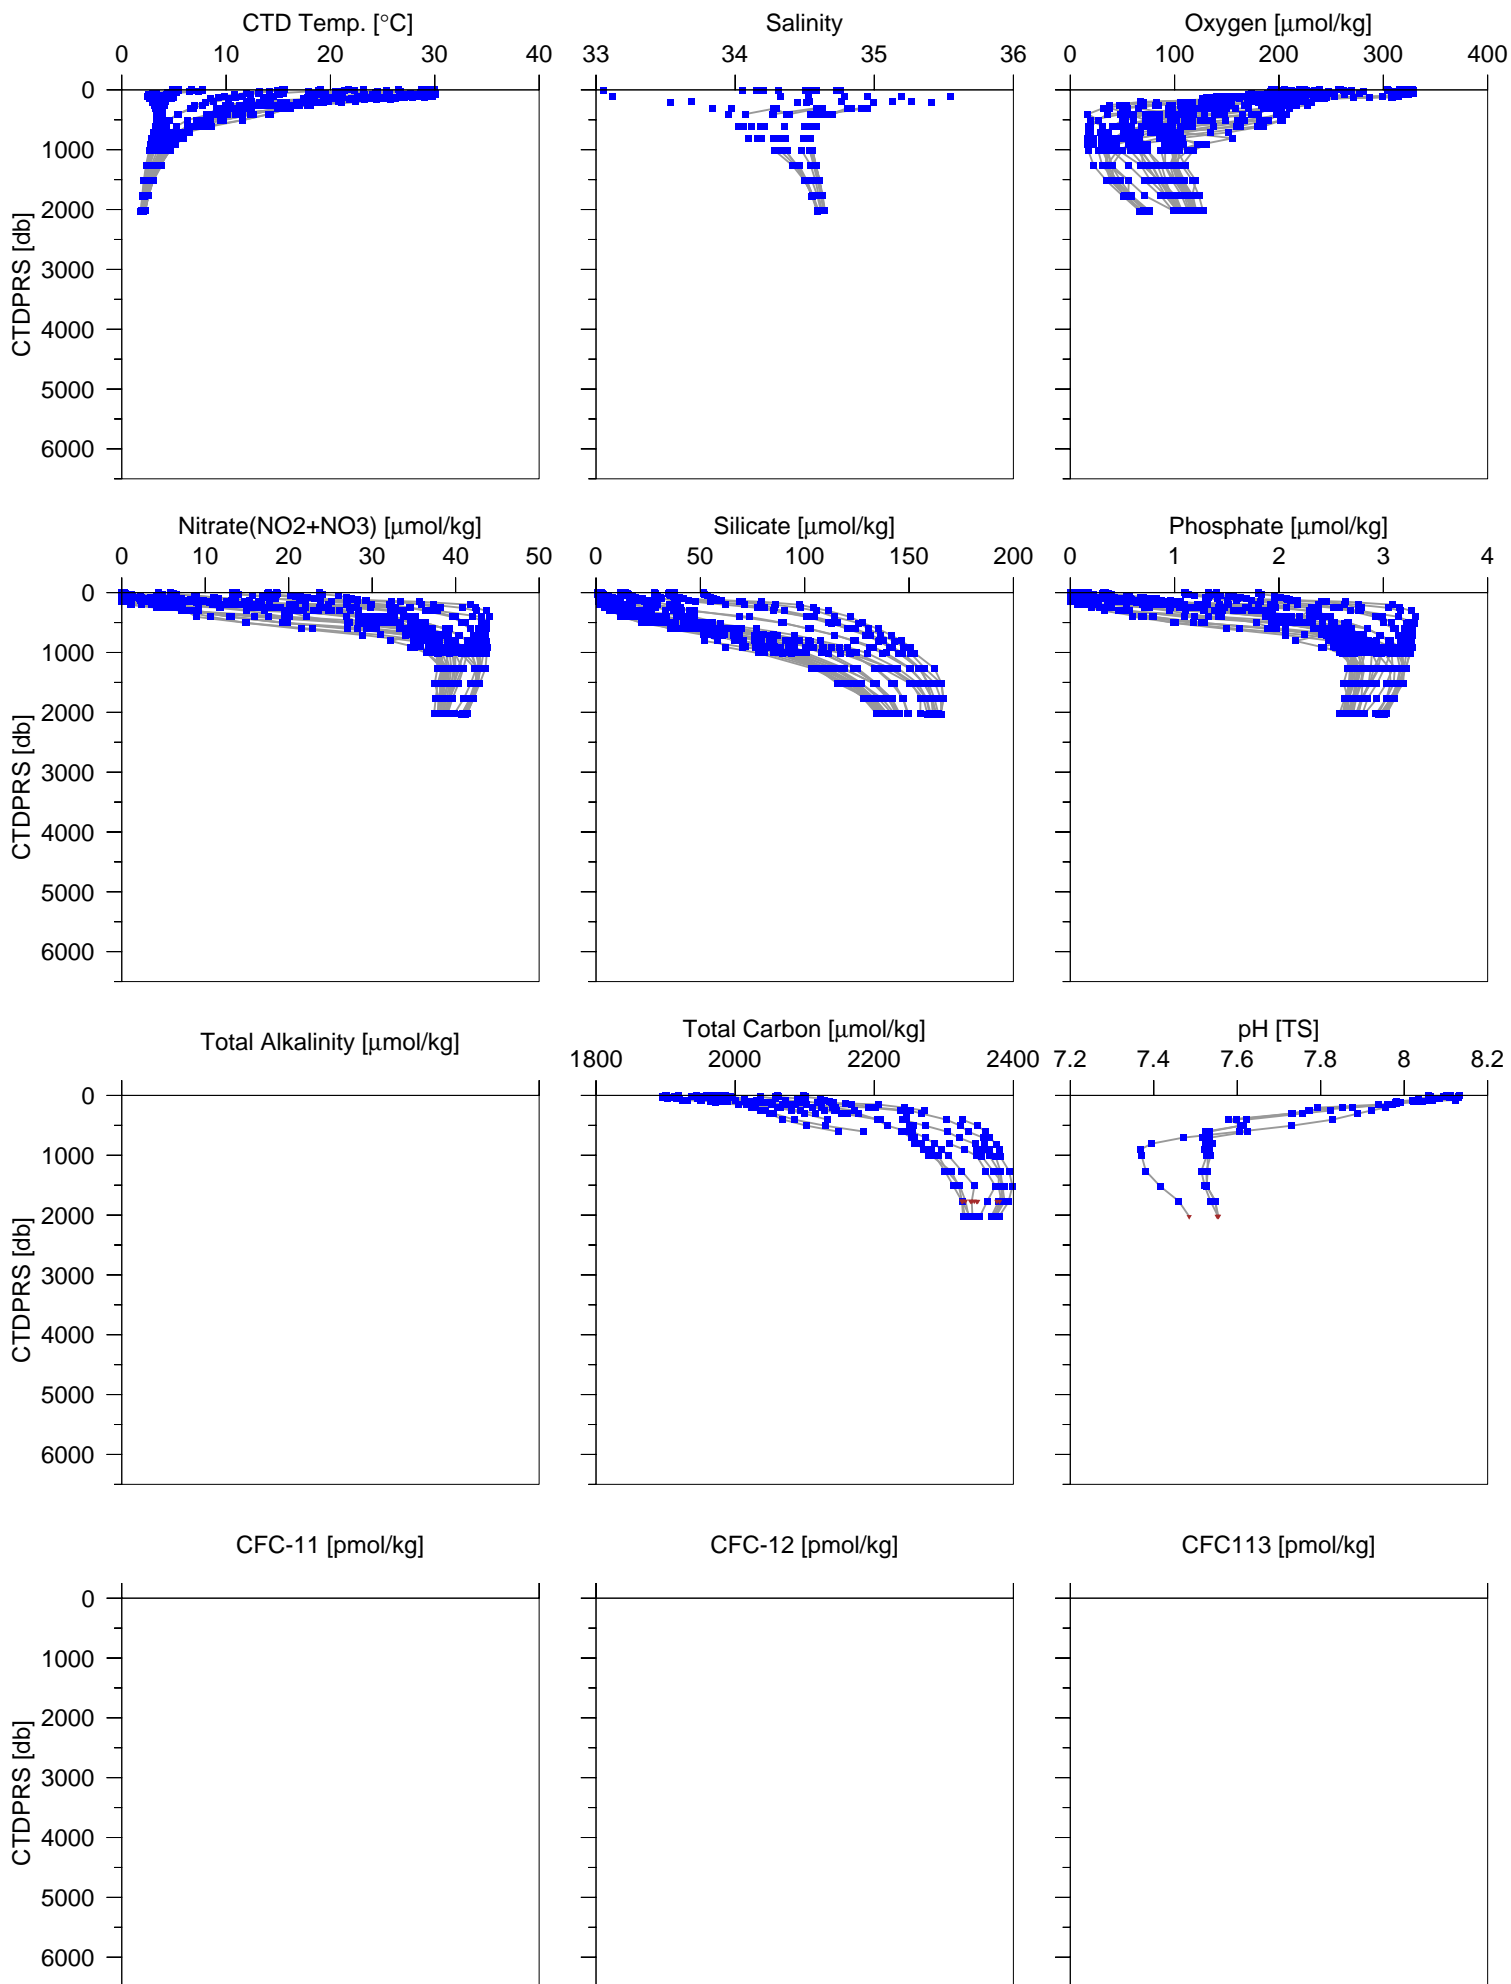 CTD Temp. [°C] Salinity Oxygen [µmol/kg]
0 10 20 30 40 33 34 35 36 0 100 200 300 400
0
1000
2000
3000
4000
5000
6000
CTDPRS [db]
Nitrate(NO2+NO3) [µmol/kg] Silicate [µmol/kg] Phosphate [µmol/kg]
0 10 20 30 40 50 0 50 100 150 200 0 1 2 3 4
0
1000
2000
3000
4000
5000
6000
CTDPRS [db]
Total Alkalinity [µmol/kg] Total Carbon [µmol/kg] pH [TS]
1800 2000 2200 2400 7.2 7.4 7.6 7.8 8 8.2
0
1000
2000
3000
4000
5000
6000
CTDPRS [db]
CFC-11 [pmol/kg] CFC-12 [pmol/kg] CFC113 [pmol/kg]
0
1000
2000
3000
4000
5000
6000
CTDPRS [db]